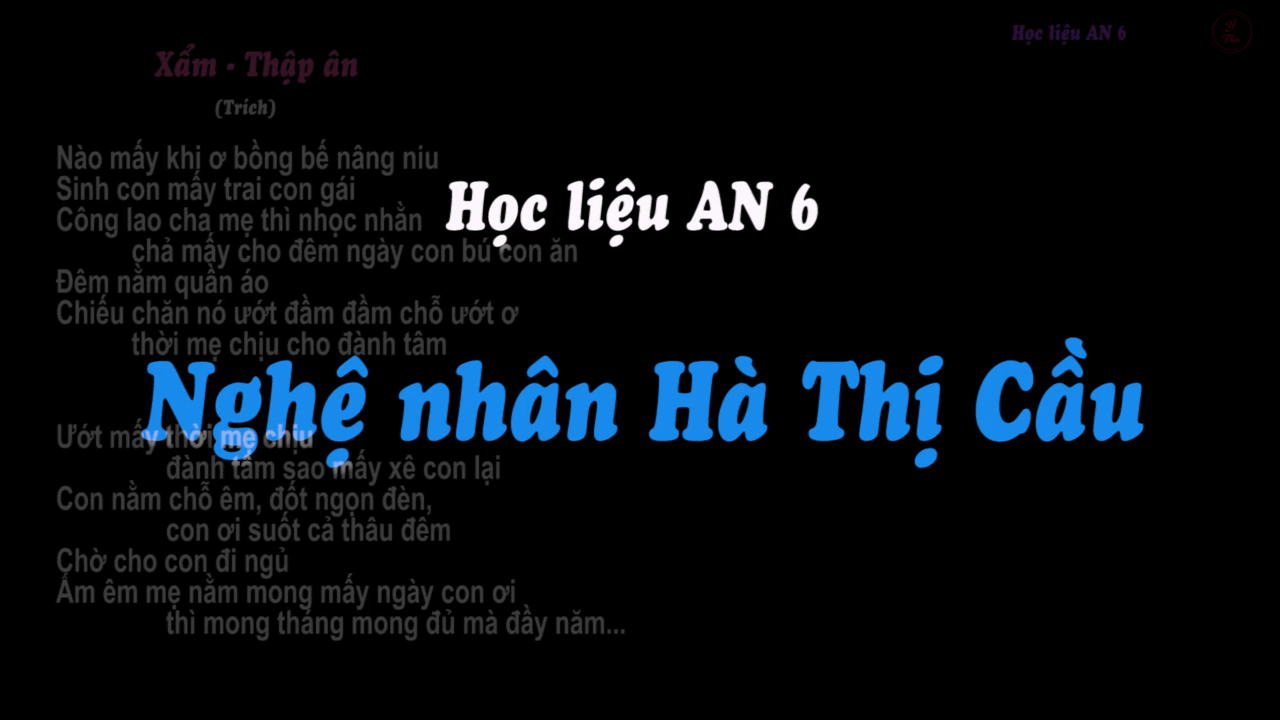 Học liệu AN 6
Xẩm - Thập ân
(Trích)
Nào mấy khi ơ bồng bế nâng niu
Sinh con mấy trai con gái
Công lao cha mẹ thì nhọc nhằn
chả mấy cho đêm ngày con bú con ăn
Đêm nằm quần áo
Chiếu chăn nó ướt đầm đầm chỗ ướt ơ
thời mẹ chịu cho đành tâm
Ướt mấy thời mẹ chịu
đành tâm sao mấy xê con lại
Con nằm chỗ êm, đốt ngọn đèn,
con ơi suốt cả thâu đêm
Chờ cho con đi ngủ
Ấm êm mẹ nằm mong mấy ngày con ơi
thì mong tháng mong đủ mà đầy năm...
Học liệu AN 6
Nghệ nhân Hà Thị Cầu